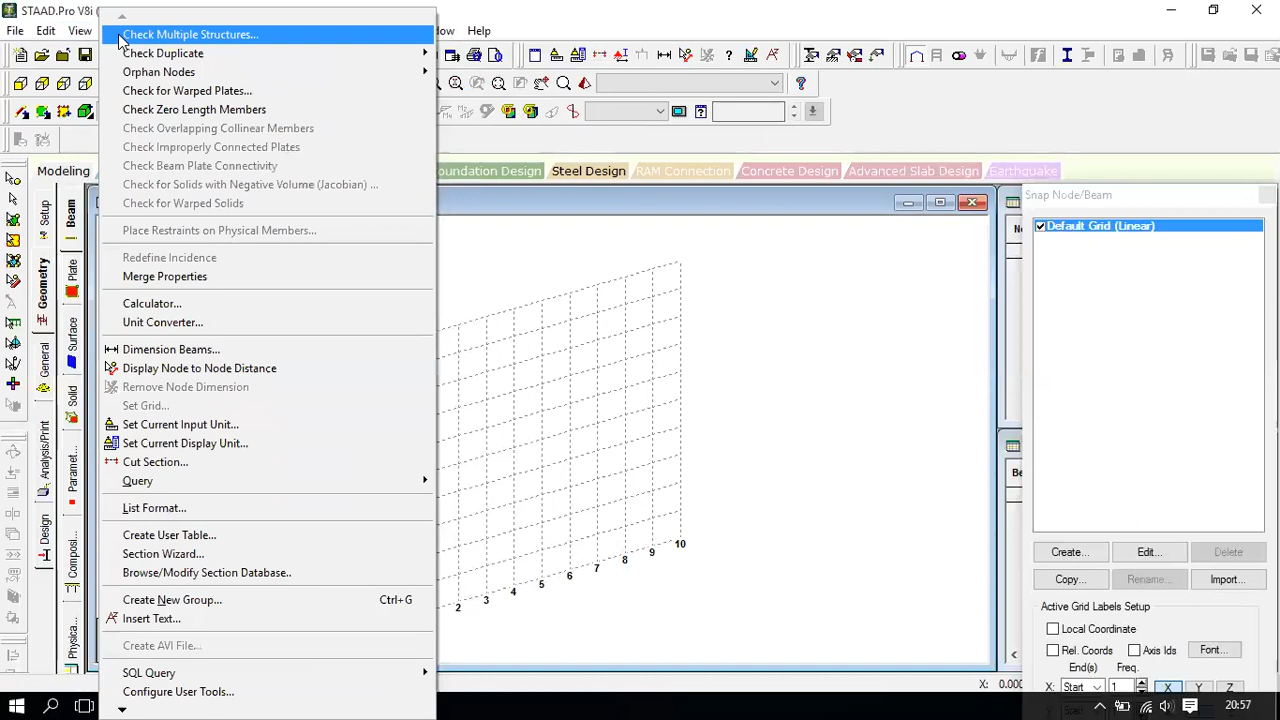 STAAD.Pro V8i (
File
Edit
View
Help
Check Multiple Structures...
Check Duplicate
Orphan Nodes
Check for Warped Plates...
Check Zero Length Members
Check Overlapping Collinear Members
Check Improperly Connected Plates
Check Beam Plate Connectivity
Check for Solids with Negative Volume (Jacobian) ...
Check for Warped Solids
Place Restraints on Physical Members...
Redefine Incidence
Merge Properties
Calculator...
Unit Converter...
Dimension Beams...
Display Node to Node Distance
Remove Node Dimension
Set Grid...
Set Current Input Unit...
Set Current Display Unit...
Cut Section...
Query
List Format...
Create User Table...
Section Wizard...
Browse/Modify Section Database..
Create New Group... Ctrl+G
Insert Text...
Create AVI File...
SQL Query
Configure User Tools...
Modeling
oundation Design
Steel Design
RAM Connection
Concrete Design
Advanced Slab Design
Earthquake
Setup
Geometry
General
Analysis/Print
Design
Beam
Plate
Surface
Solid
Paramet...
Composi...
Physica...
2 3 4 5 6 7 8 9 10
Snap Node/Beam
Default Grid (Linear)
Create... Edit... Delete
Copy... Rename... Import...
Active Grid Labels Setup
Local Coordinate
Rel. Coords Axis Ids Font...
End(s) Freq.
X: Start 1 X Y Z
X: 0.000
20:57